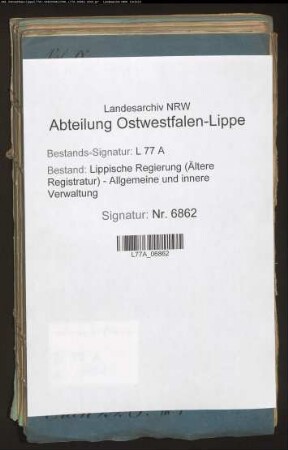 Landesarchiv NRW
Abteilung Ostwestfalen-Lippe
Bestands-Signatur: L 77 A
Bestand: Lippische Regierung (Ältere
Registratur) - Allgemeine und innere
Verwaltung
Signatur: Nr. 6862
L77A_06862